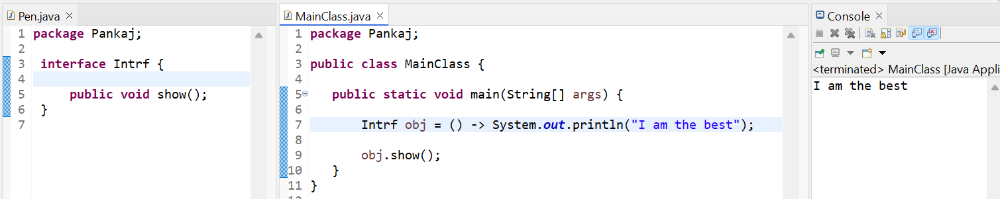 Pen.java
1 package Pankaj;
2
3 interface Intrf {
4
5 public void show();
6 }
7
MainClass.java
1 package Pankaj;
2
3 public class MainClass {
4
5 public static void main(String[] args) {
6
7 Intrf obj = () -> System.out.println("I am the best");
8
9 obj.show();
10 }
11 }
Console
<terminated> MainClass [Java Appli
I am the best